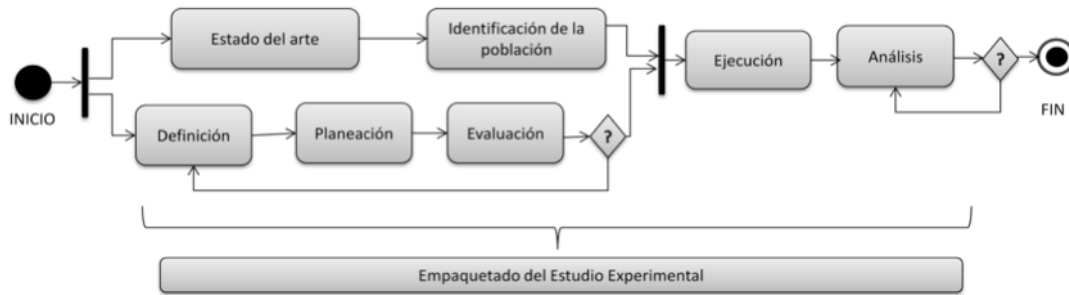 Estado del arte
Identificación de la
población
Ejecución
Análisis
?
INICIO
FIN
Definición
Planeación
Evaluación
?
Empaquetado del Estudio Experimental